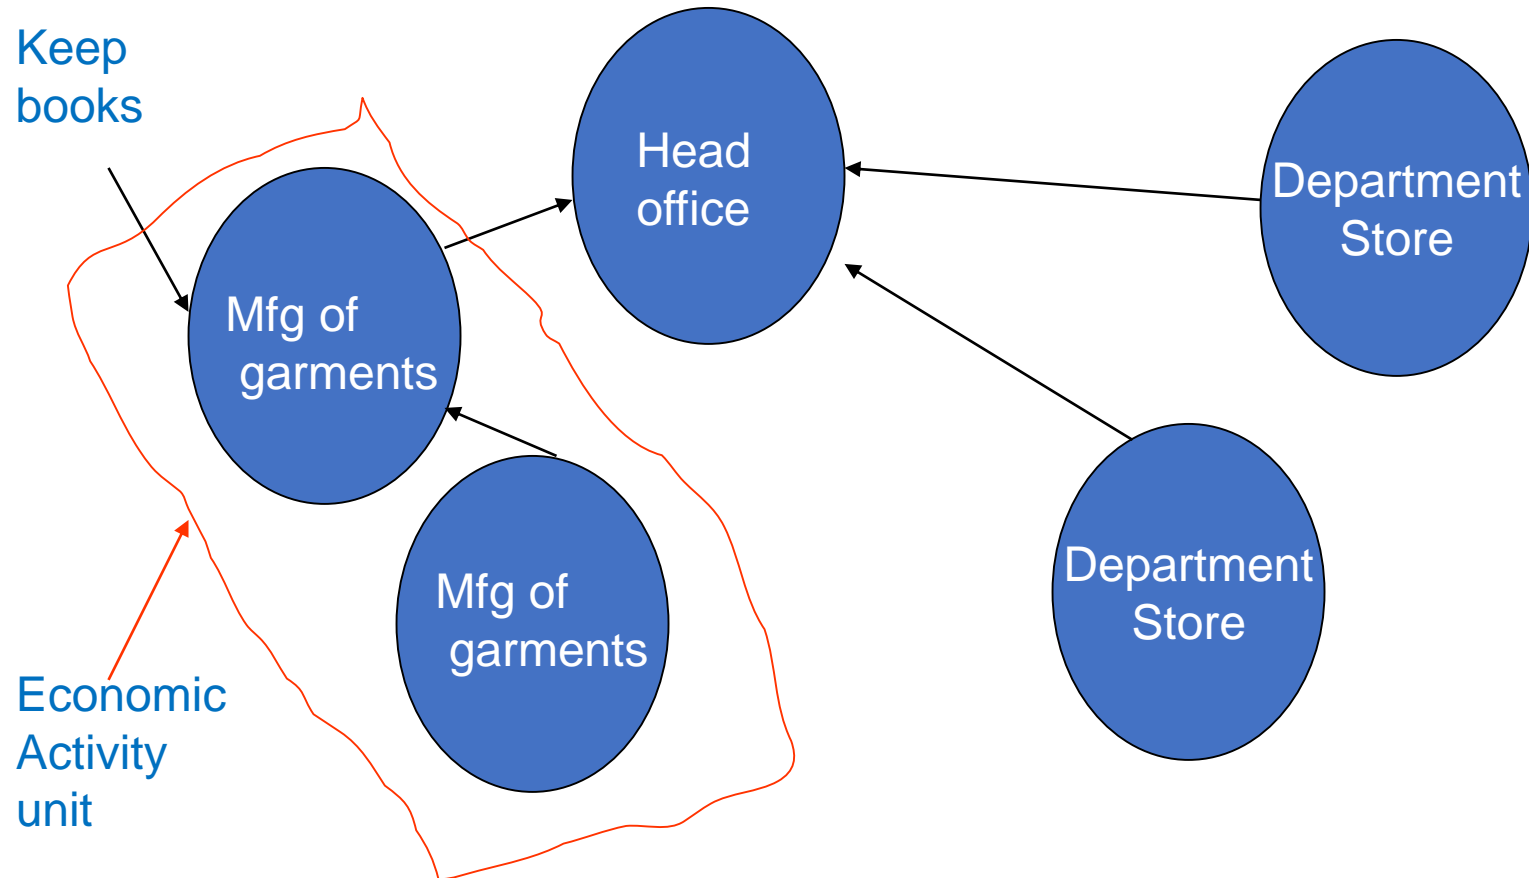 Keep
books
Head
office
Department
Store
Mfg of
garments
Department
Store
Mfg of
garments
Economic
Activity
unit